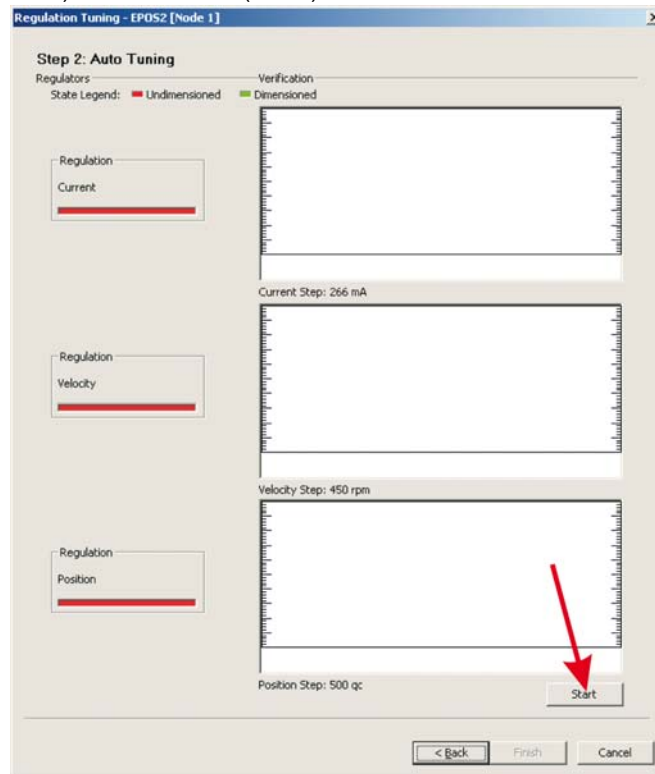 Regulation Tuning - EPOS2 [Node 1]
Step 2: Auto Tuning
Regulators
Verification
State Legend: Undimensioned Dimensioned
Regulation
Current
Current Step: 266 mA
Regulation
Velocity
Velocity Step: 450 rpm
Regulation
Position
Position Step: 500 qc
Start
< Back Finish Cancel